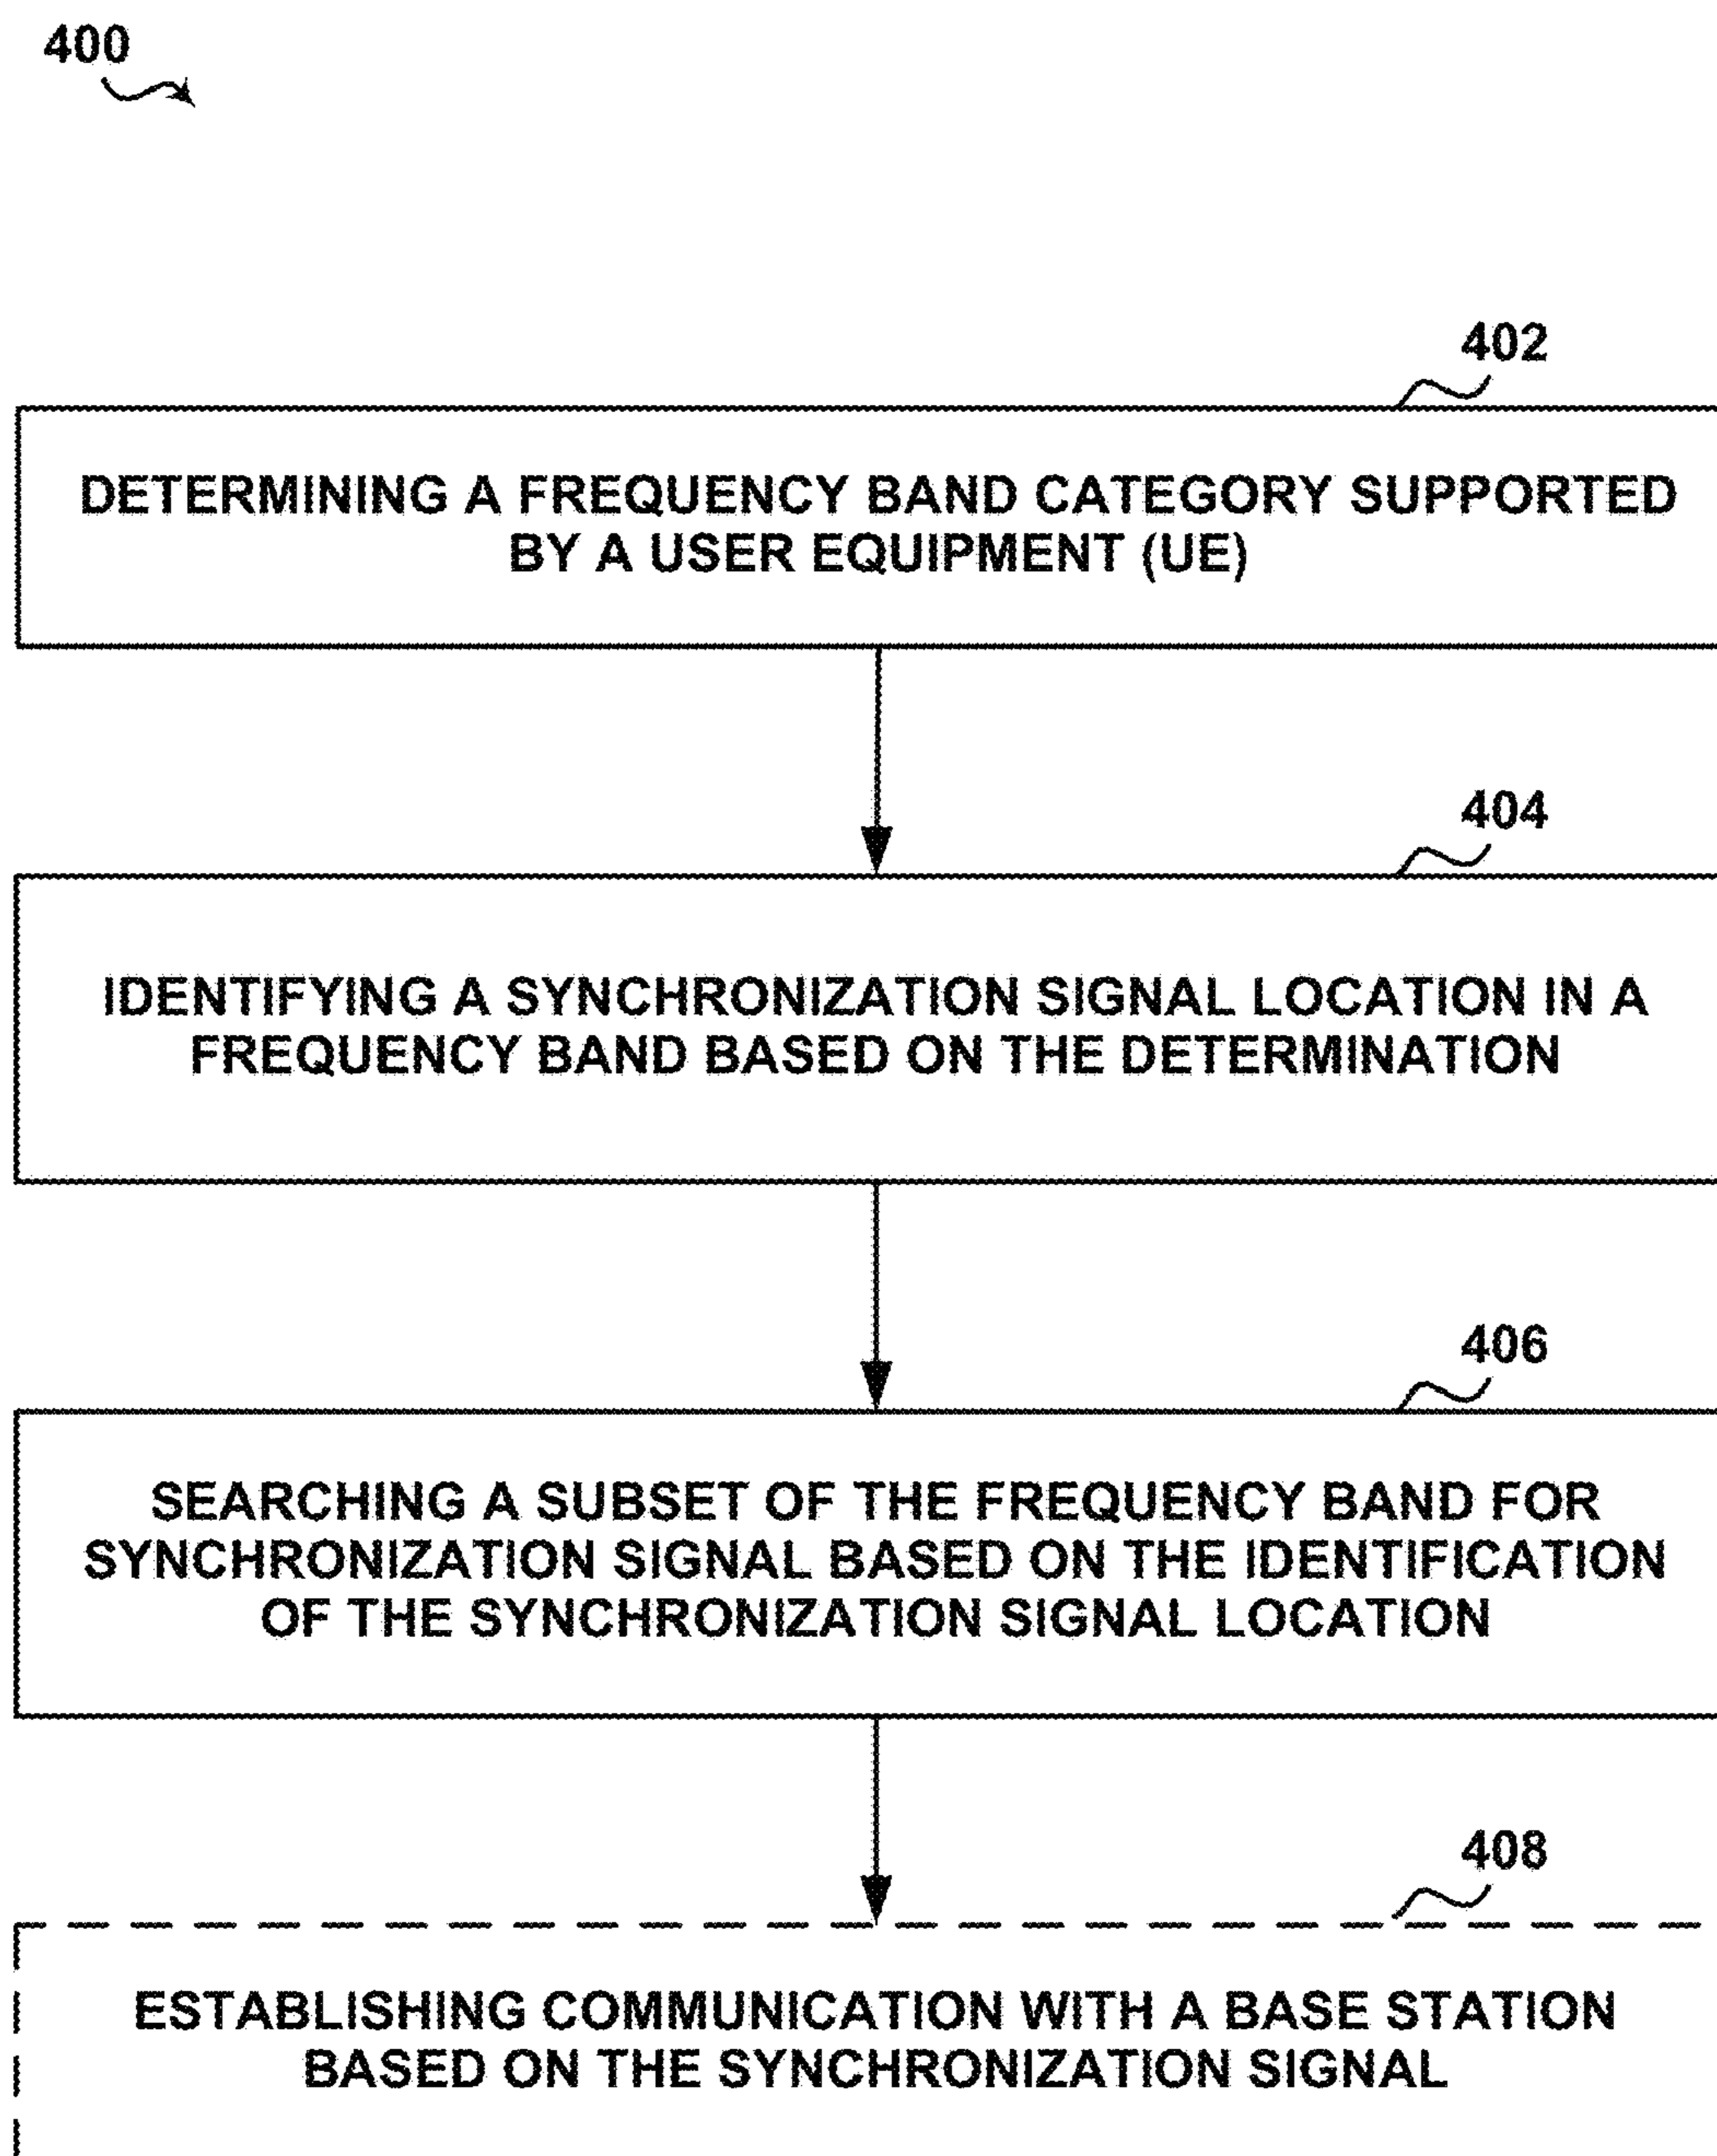 400
402
DETERMINING A FREQUENCY BAND CATEGORY SUPPORTED
BY A USER EQUIPMENT (UE)
404
IDENTIFYING A SYNCHRONIZATION SIGNAL LOCATION IN A
FREQUENCY BAND BASED ON THE DETERMINATION
406
SEARCHING A SUBSET OF THE FREQUENCY BAND FOR
SYNCHRONIZATION SIGNAL BASED ON THE IDENTIFICATION
OF THE SYNCHRONIZATION SIGNAL LOCATION
408
ESTABLISHING COMMUNICATION WITH A BASE STATION
BASED ON THE SYNCHRONIZATION SIGNAL